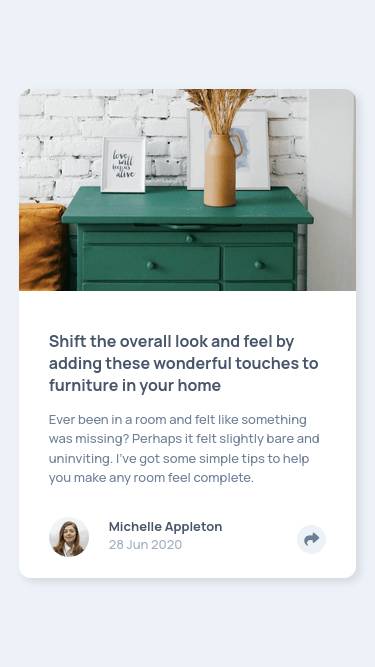 love
will
keep us
alive
Shift the overall look and feel by
adding these wonderful touches to
furniture in your home
Ever been in a room and felt like something
was missing? Perhaps it felt slightly bare and
uninviting. I've got some simple tips to help
you make any room feel complete.
Michelle Appleton
28 Jun 2020